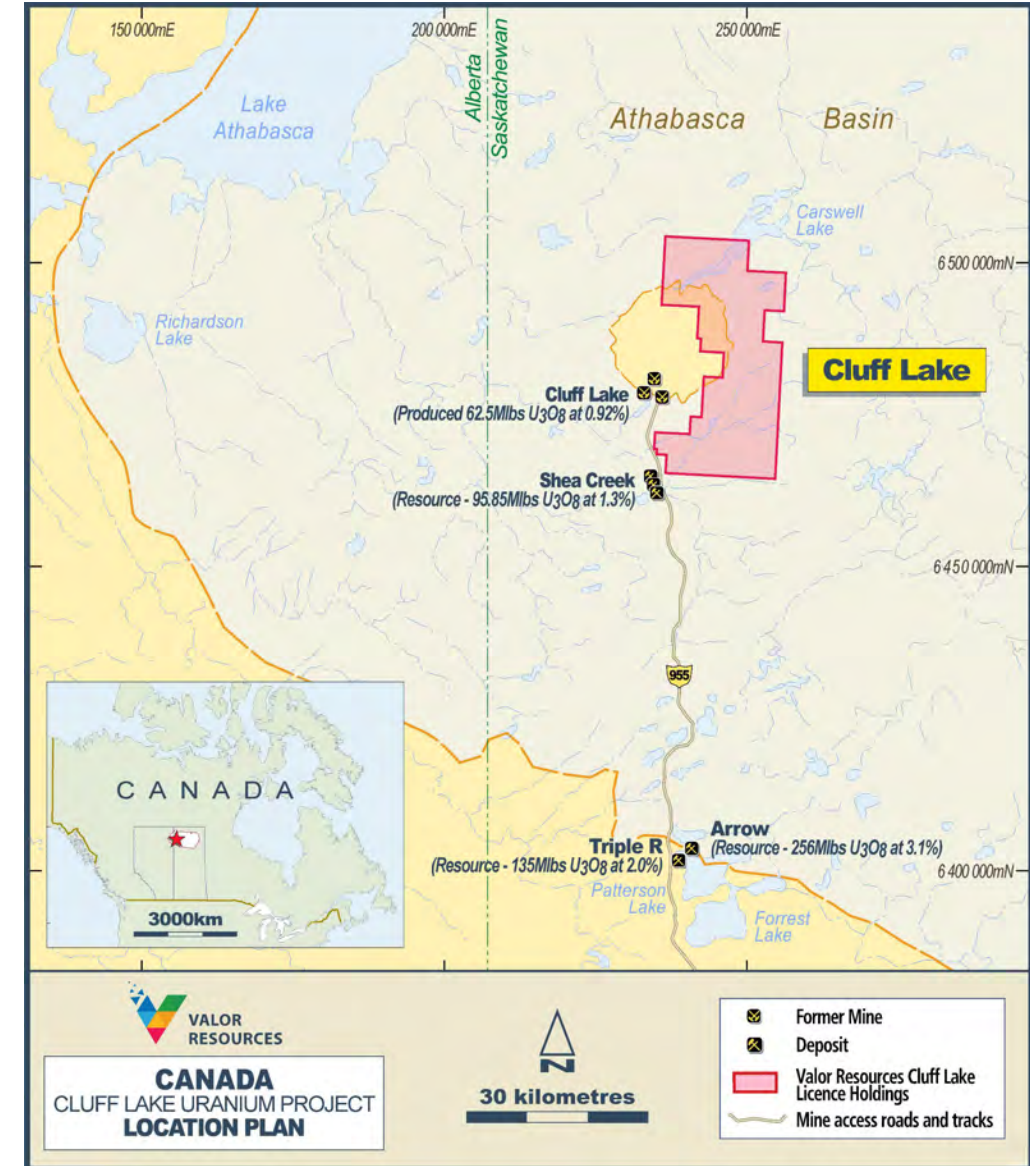 150 000mE
200 000mE
250 000mE
Alberta
Saskatchewan
Lake
Athabasca
Athabasca Basin
Carswell
Lake
6 500 000mN
Richardson
Lake
Cluff Lake
Cluff Lake
(Produced 62.5Mlbs U3O8 at 0.92%)
Shea Creek
(Resource - 95.85Mlbs U3O8 at 1.3%)
6 450 000mN
955
CANADA
3000km
Arrow
(Resource - 256Mlbs U3O8 at 3.1%)
Triple R
(Resource - 135Mlbs U3O8 at 2.0%)
6 400 000mN
Patterson
Lake
Forrest
Lake
VALOR
RESOURCES
CANADA
CLUFF LAKE URANIUM PROJECT
LOCATION PLAN
N
30 kilometres
Former Mine
Deposit
Valor Resources Cluff Lake
Licence Holdings
Mine access roads and tracks